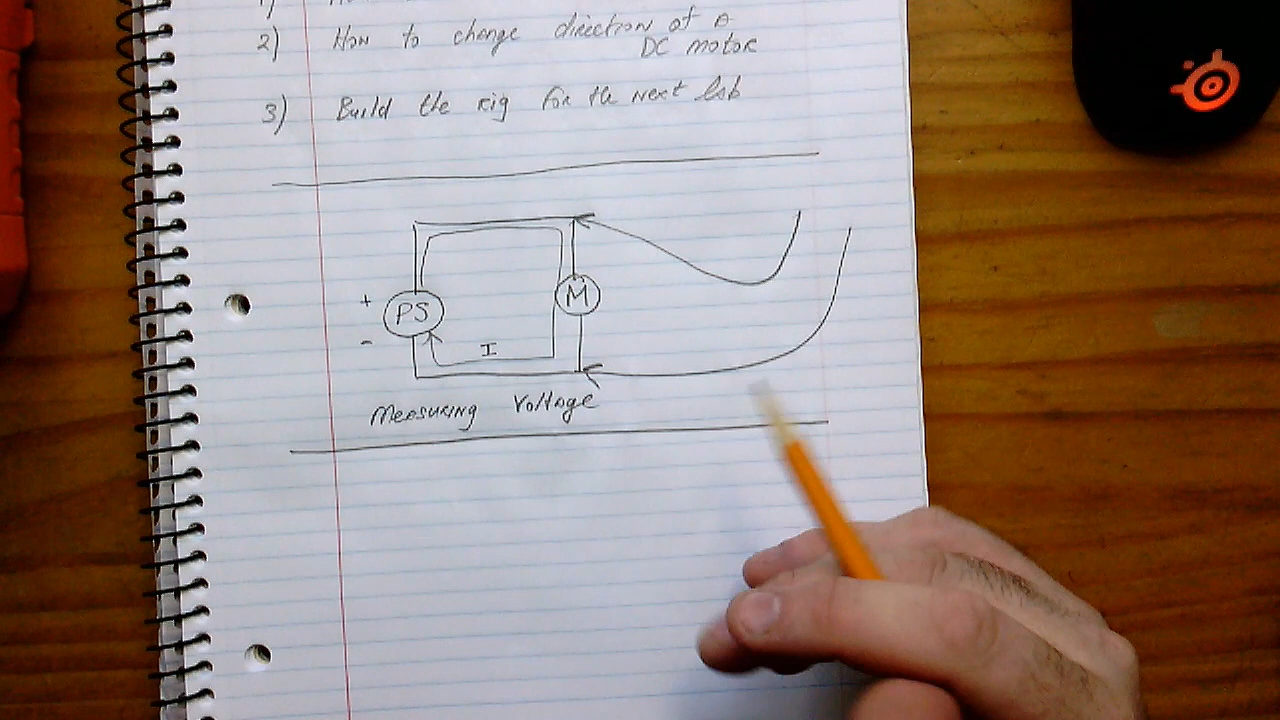 1)
2) How to change direction of a
DC motor
3) Build the rig for the next lab
+ PS M
- I
Measuring Voltage